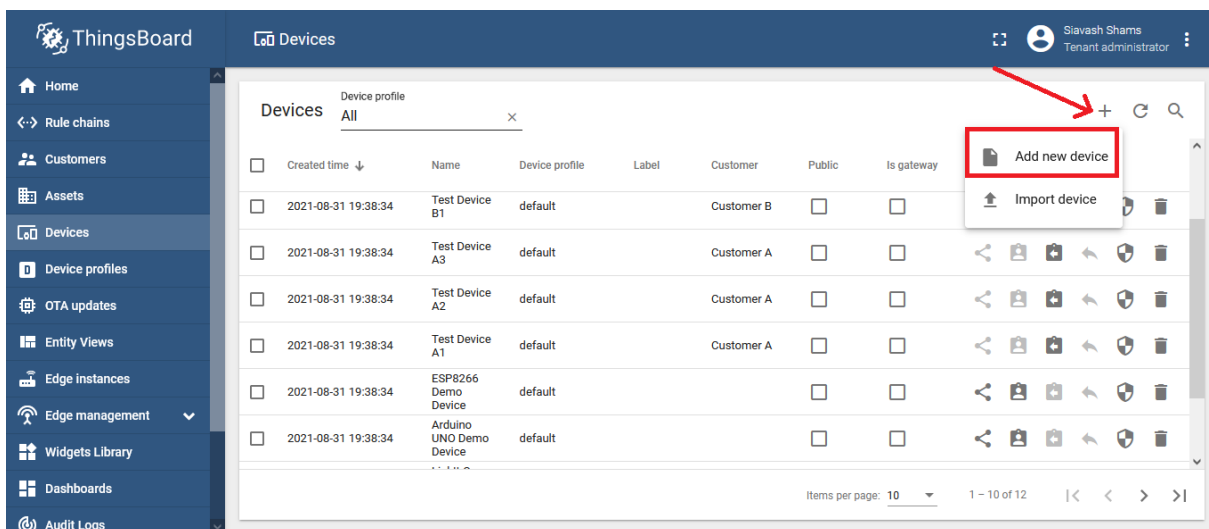 ThingsBoard
Devices
Siavash Shams
Tenant administrator
Home
Rule chains
Customers
Assets
Devices
Device profiles
OTA updates
Entity Views
Edge instances
Edge management
Widgets Library
Dashboards
Audit Logs
Devices
Device profile
All
Add new device
Import device
Created time Name Device profile Label Customer Public Is gateway
2021-08-31 19:38:34 Test Device B1 default Customer B
2021-08-31 19:38:34 Test Device A3 default Customer A
2021-08-31 19:38:34 Test Device A2 default Customer A
2021-08-31 19:38:34 Test Device A1 default Customer A
2021-08-31 19:38:34 ESP8266 Demo Device default
2021-08-31 19:38:34 Arduino UNO Demo Device default
Items per page: 10 1 – 10 of 12